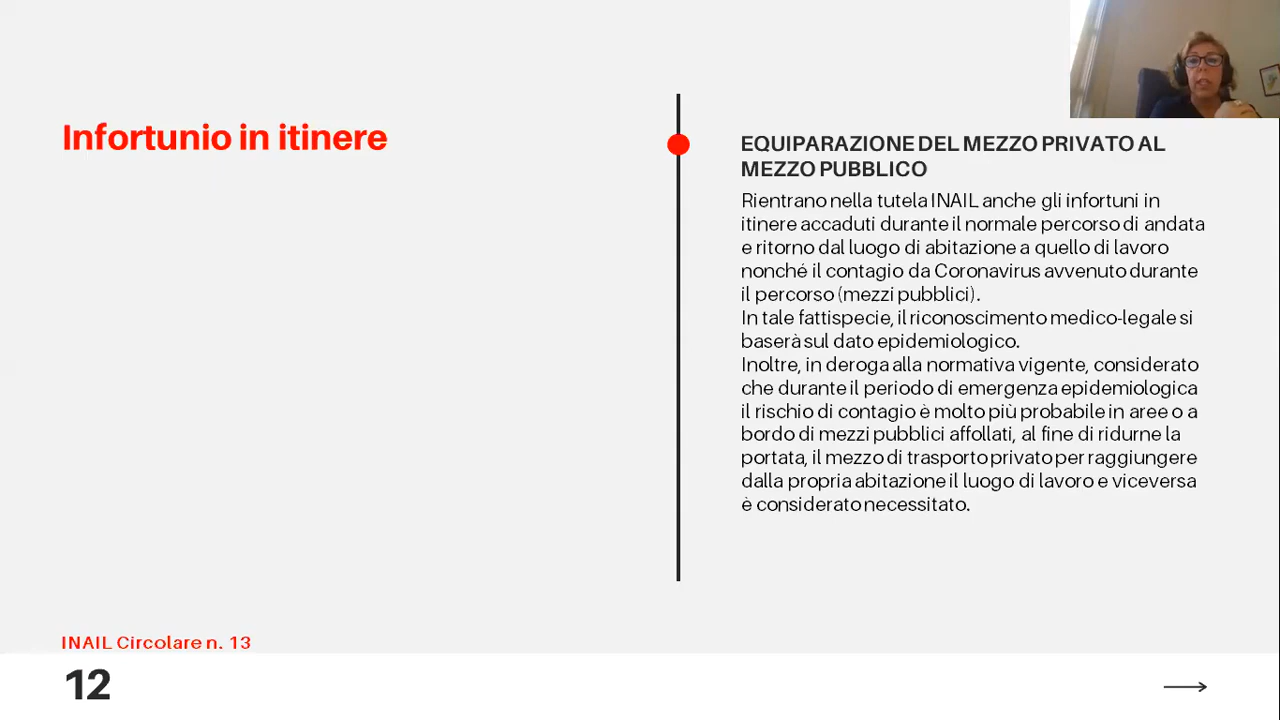 Infortunio in itinere
EQUIPARAZIONE DEL MEZZO PRIVATO AL
MEZZO PUBBLICO
Rientrano nella tutela INAIL anche gli infortuni in
itinere accaduti durante il normale percorso di andata
e ritorno dal luogo di abitazione a quello di lavoro
nonché il contagio da Coronavirus avvenuto durante
il percorso (mezzi pubblici).
In tale fattispecie, il riconoscimento medico-legale si
baserà sul dato epidemiologico.
Inoltre, in deroga alla normativa vigente, considerato
che durante il periodo di emergenza epidemiologica
il rischio di contagio è molto più probabile in aree o a
bordo di mezzi pubblici affollati, al fine di ridurne la
portata, il mezzo di trasporto privato per raggiungere
dalla propria abitazione il luogo di lavoro e viceversa
è considerato necessitato.
INAIL Circolare n. 13
12